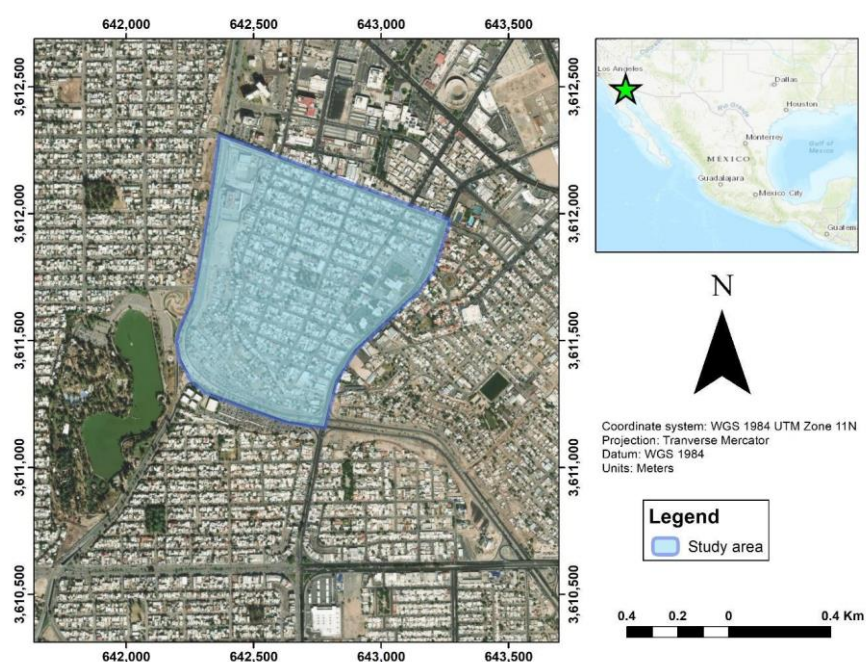 642,000 642,500 643,000 643,500
3,612,500 3,612,500
3,612,000 3,612,000
3,611,500 3,611,500
3,611,000 3,611,000
3,610,500 3,610,500
642,000 642,500 643,000 643,500
Los Angeles
Dallas
Houston
Rio Grande
Monterrey
Gulf of
Mexico
MÉXICO
Guadalajara
Mexico City
Guatem
N
Coordinate system: WGS 1984 UTM Zone 11N
Projection: Tranverse Mercator
Datum: WGS 1984
Units: Meters
Legend
Study area
0.4 0.2 0 0.4 Km